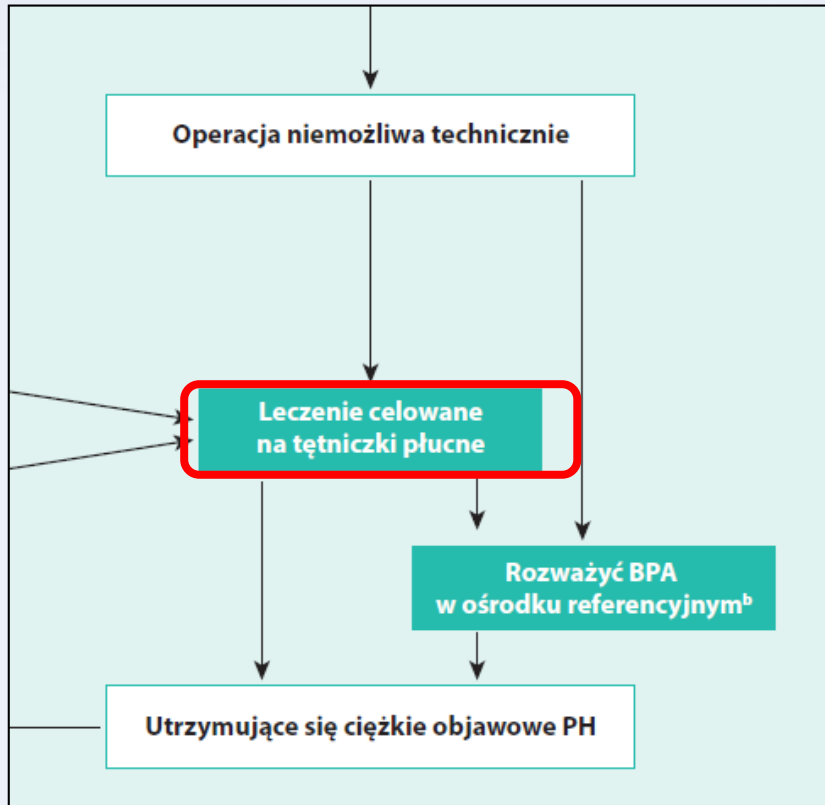 Operacja niemożliwa technicznie
Leczenie celowane
na tętniczki płucne
Rozważyć BPA
w ośrodku referencyjnymᵇ
Utrzymujące się ciężkie objawowe PH